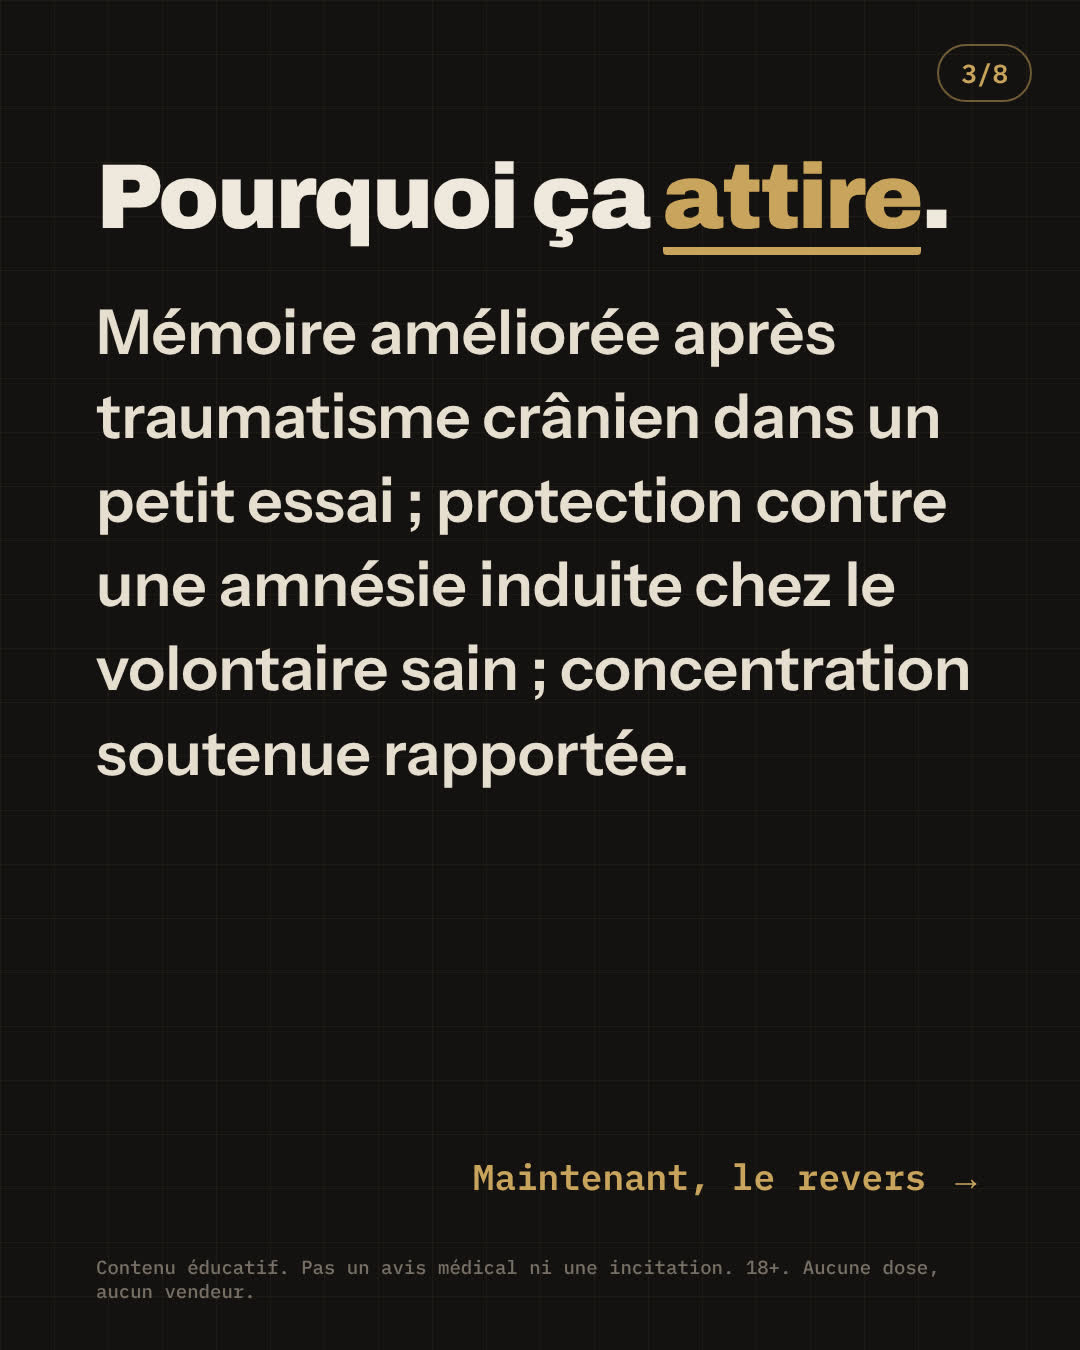 3/8
Pourquoi ça attire.
Mémoire améliorée après
traumatisme crânien dans un
petit essai ; protection contre
une amnésie induite chez le
volontaire sain ; concentration
soutenue rapportée.
Maintenant, le revers →
Contenu éducatif. Pas un avis médical ni une incitation. 18+. Aucune dose,
aucun vendeur.